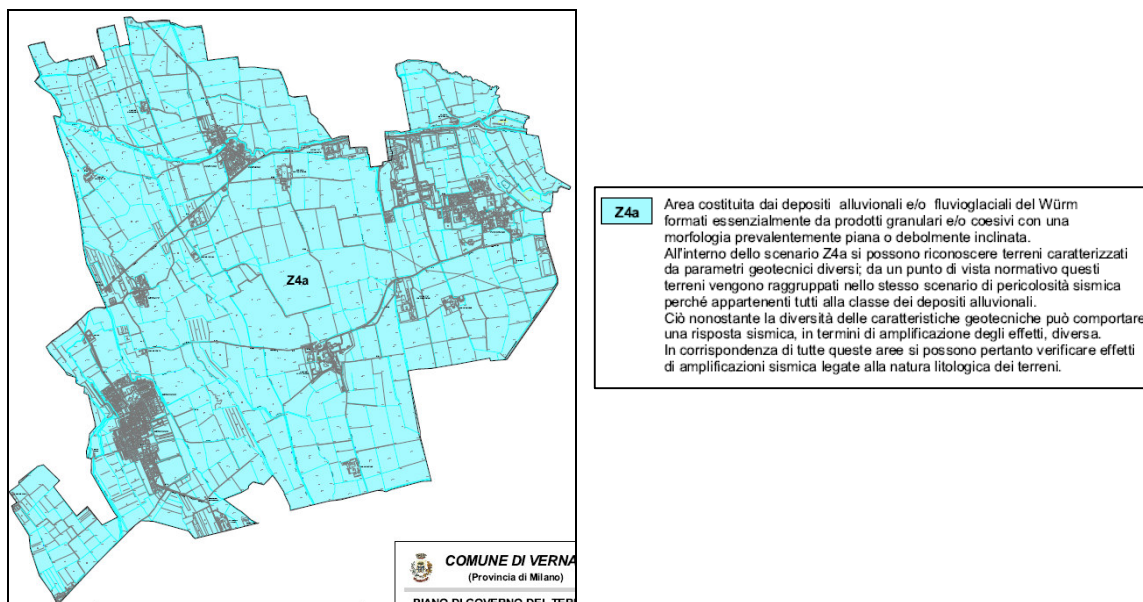 Z4a
COMUNE DI VERNA
(Provincia di Milano)
PIANO DI GOVERNO DEL TER
Z4a
Area costituita dai depositi alluvionali e/o fluvioglaciali del Würm
formati essenzialmente da prodotti granulari e/o coesivi con una
morfologia prevalentemente piana o debolmente inclinata.
All'interno dello scenario Z4a si possono riconoscere terreni caratterizzati
da parametri geotecnici diversi; da un punto di vista normativo questi
terreni vengono raggruppati nello stesso scenario di pericolosità sismica
perché appartenenti tutti alla classe dei depositi alluvionali.
Ciò nonostante la diversità delle caratteristiche geotecniche può comportare
una risposta sismica, in termini di amplificazione degli effetti, diversa.
In corrispondenza di tutte queste aree si possono pertanto verificare effetti
di amplificazioni sismica legate alla natura litologica dei terreni.